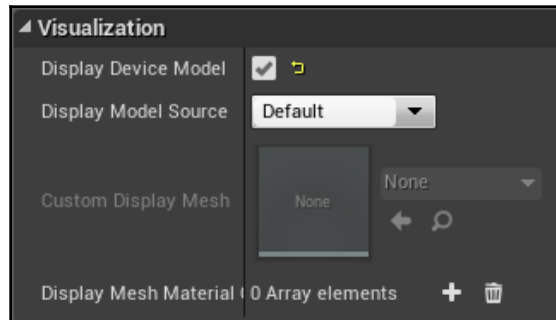 Visualization
Display Device Model
Display Model Source Default
None
Custom Display Mesh None
Display Mesh Material 0 Array elements